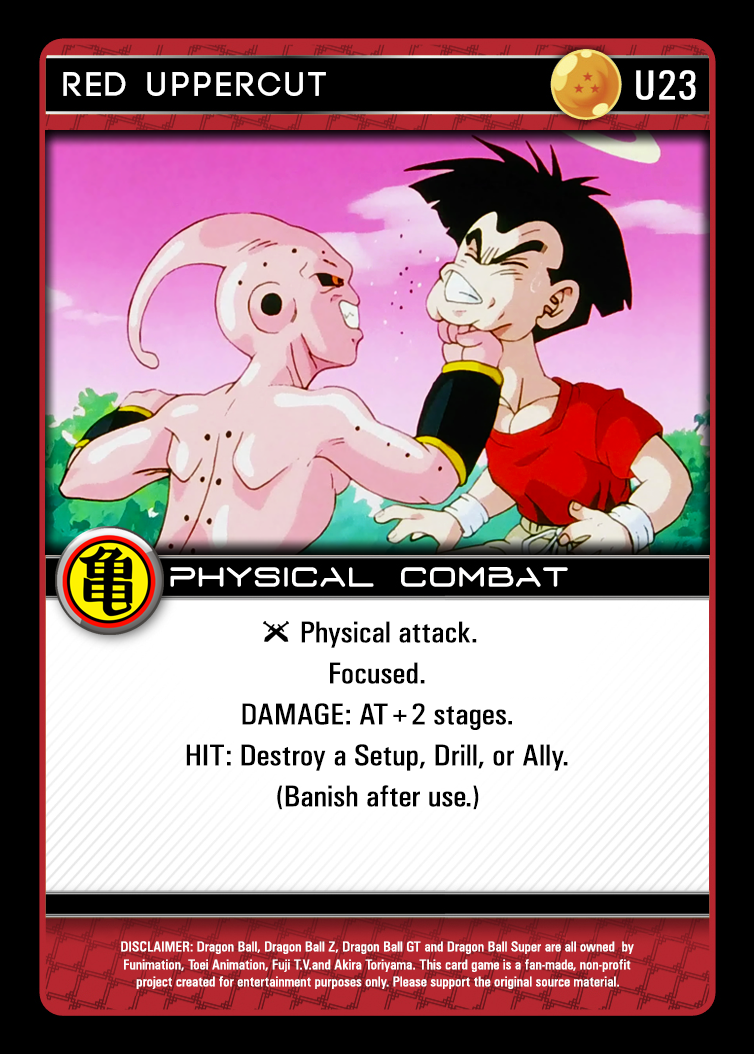 RED UPPERCUT U23
亀 PHYSICAL COMBAT
Physical attack.
Focused.
DAMAGE: AT + 2 stages.
HIT: Destroy a Setup, Drill, or Ally.
(Banish after use.)
DISCLAIMER: Dragon Ball, Dragon Ball Z, Dragon Ball GT and Dragon Ball Super are all owned by
Funimation, Toei Animation, Fuji T.V.and Akira Toriyama. This card game is a fan-made, non-profit
project created for entertainment purposes only. Please support the original source material.